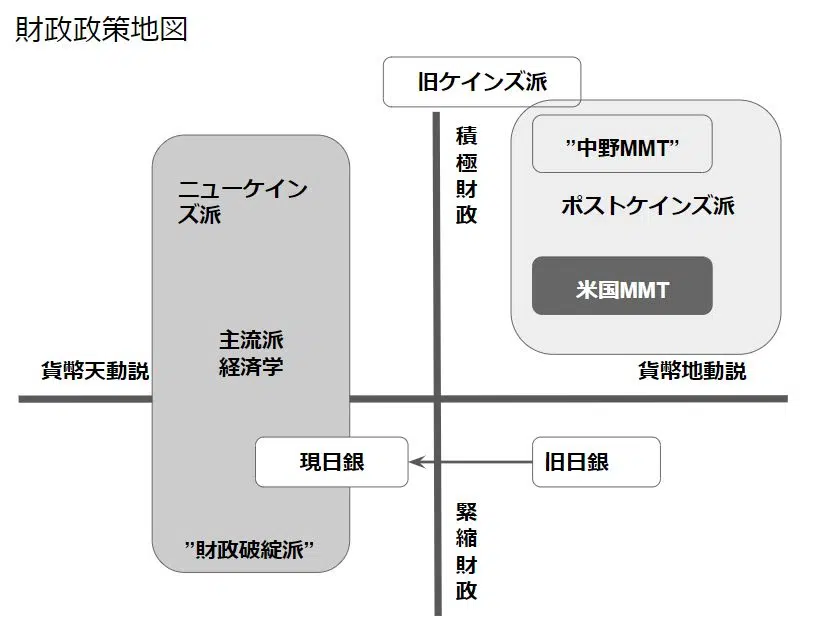 財政政策地図
旧ケインズ派
積極財政
”中野MMT”
ニューケイン
ズ派
ポストケインズ派
米国MMT
主流派
経済学
貨幣天動説
貨幣地動説
現日銀
旧日銀
緊縮財政
”財政破綻派”